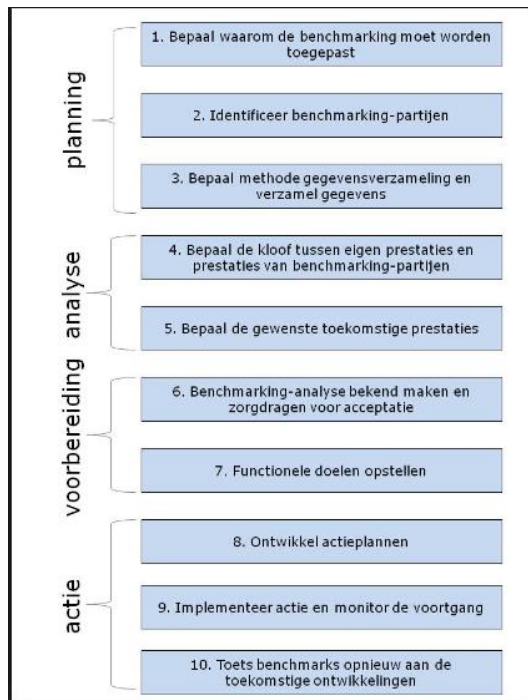 planning
1. Bepaal waarom de benchmarking moet worden
toegepast
2. Identificeer benchmarking-partijen
3. Bepaal methode gegevensverzameling en
verzamel gegevens
analyse
4. Bepaal de kloof tussen eigen prestaties en
prestaties van benchmarking-partijen
5. Bepaal de gewenste toekomstige prestaties
voorbereiding
6. Benchmarking-analyse bekend maken en
zorgdragen voor acceptatie
7. Functionele doelen opstellen
actie
8. Ontwikkel actieplannen
9. Implementeer actie en monitor de voortgang
10. Toets benchmarks opnieuw aan de
toekomstige ontwikkelingen